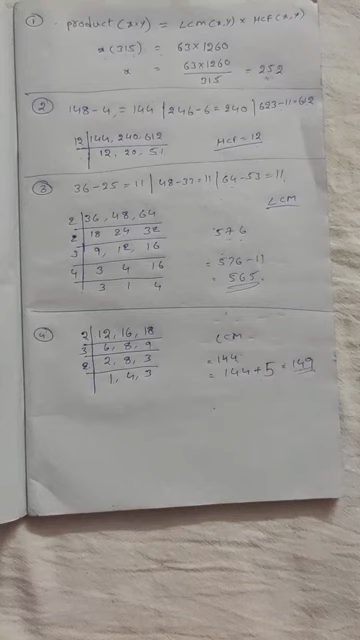 ① product(x,y) = LCM(x,y) × HCF(x,y)
x(315) = 63×1260
x = 63×1260 / 315 = 252
② 148-4 = 144 | 246-6 = 240 | 623-11=612
12 | 144, 240, 612
12, 20, 51
HCF = 12
③ 36-25=11 | 48-37=11 | 64-53=11
LCM
2 | 36, 48, 64
2 | 18 24 32
3 | 9, 12, 16
4 | 3 4 16
3 1 4
576
= 576-11
= 565
④ 2 | 12, 16, 18
3 | 6, 8, 9
2 | 2, 8, 3
1, 4, 3
LCM
= 144
= 144+5 = 149